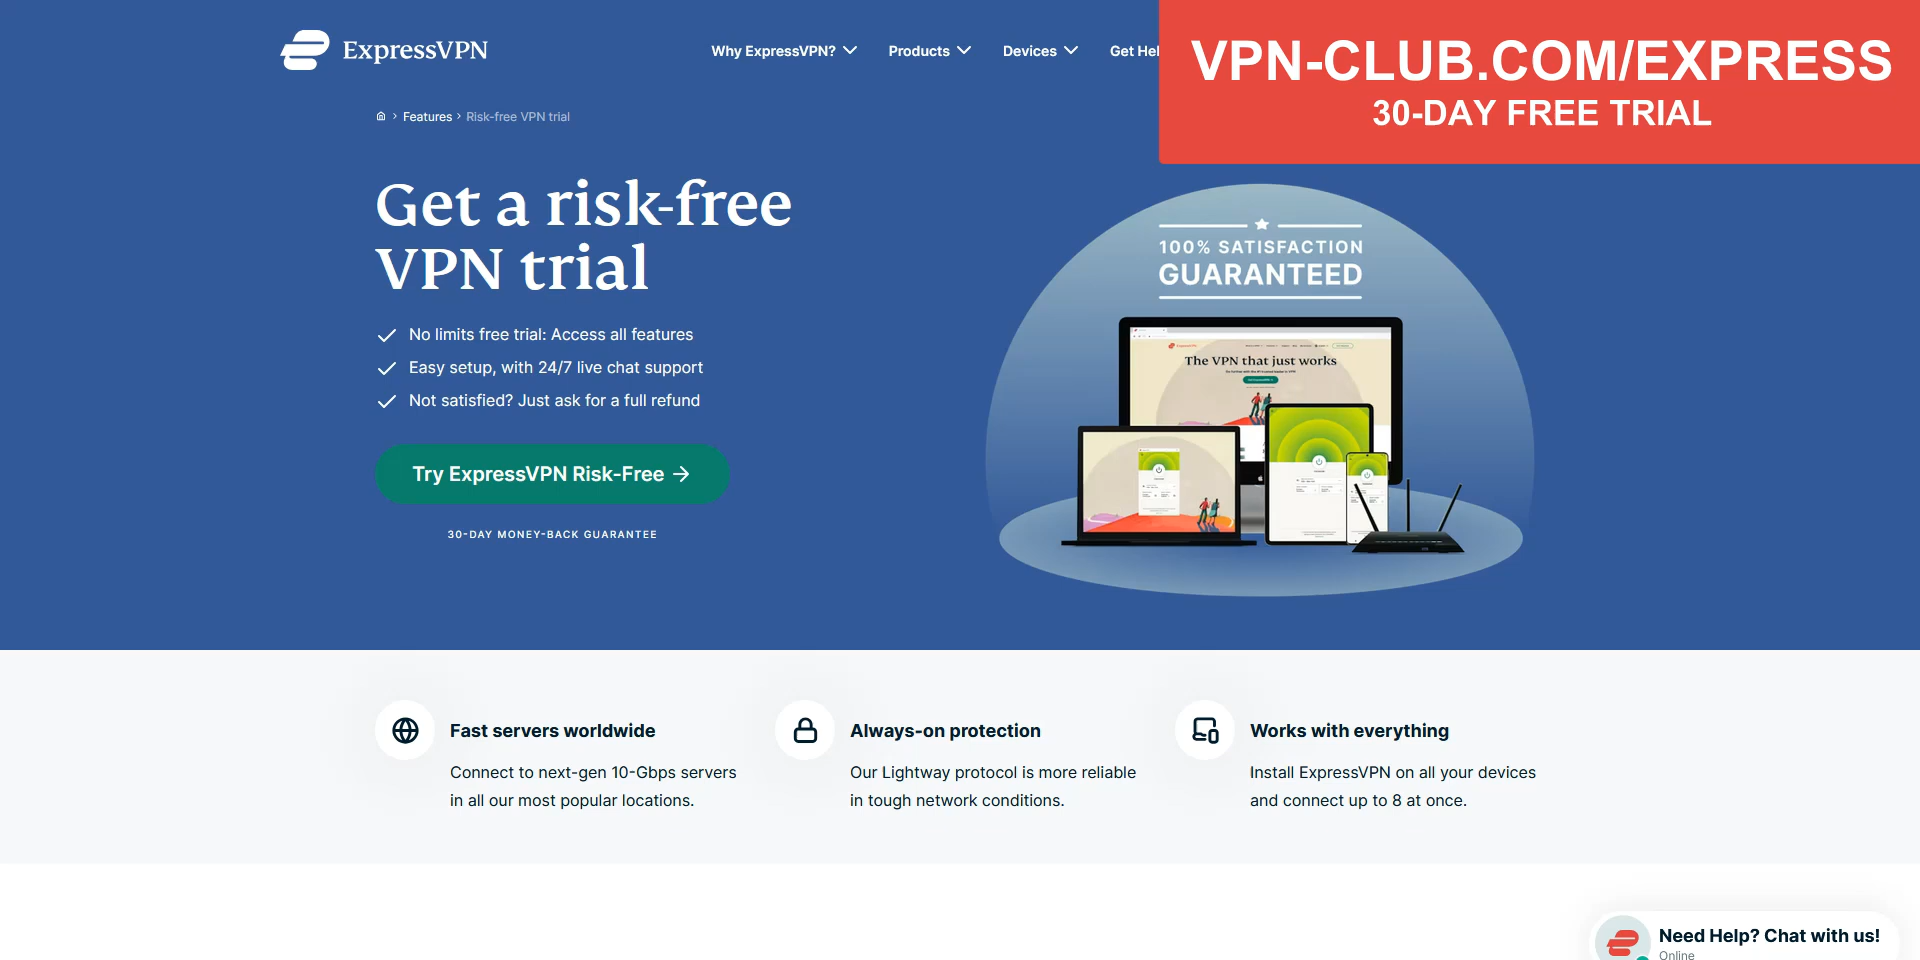 ExpressVPN
Why ExpressVPN?
Products
Devices
Get Hel
VPN-CLUB.COM/EXPRESS
30-DAY FREE TRIAL
Features
Risk-free VPN trial
Get a risk-free
VPN trial
No limits free trial: Access all features
Easy setup, with 24/7 live chat support
Not satisfied? Just ask for a full refund
Try ExpressVPN Risk-Free
30-DAY MONEY-BACK GUARANTEE
100% SATISFACTION
GUARANTEED
The VPN that just works
Fast servers worldwide
Connect to next-gen 10-Gbps servers
in all our most popular locations.
Always-on protection
Our Lightway protocol is more reliable
in tough network conditions.
Works with everything
Install ExpressVPN on all your devices
and connect up to 8 at once.
Need Help? Chat with us!
Online